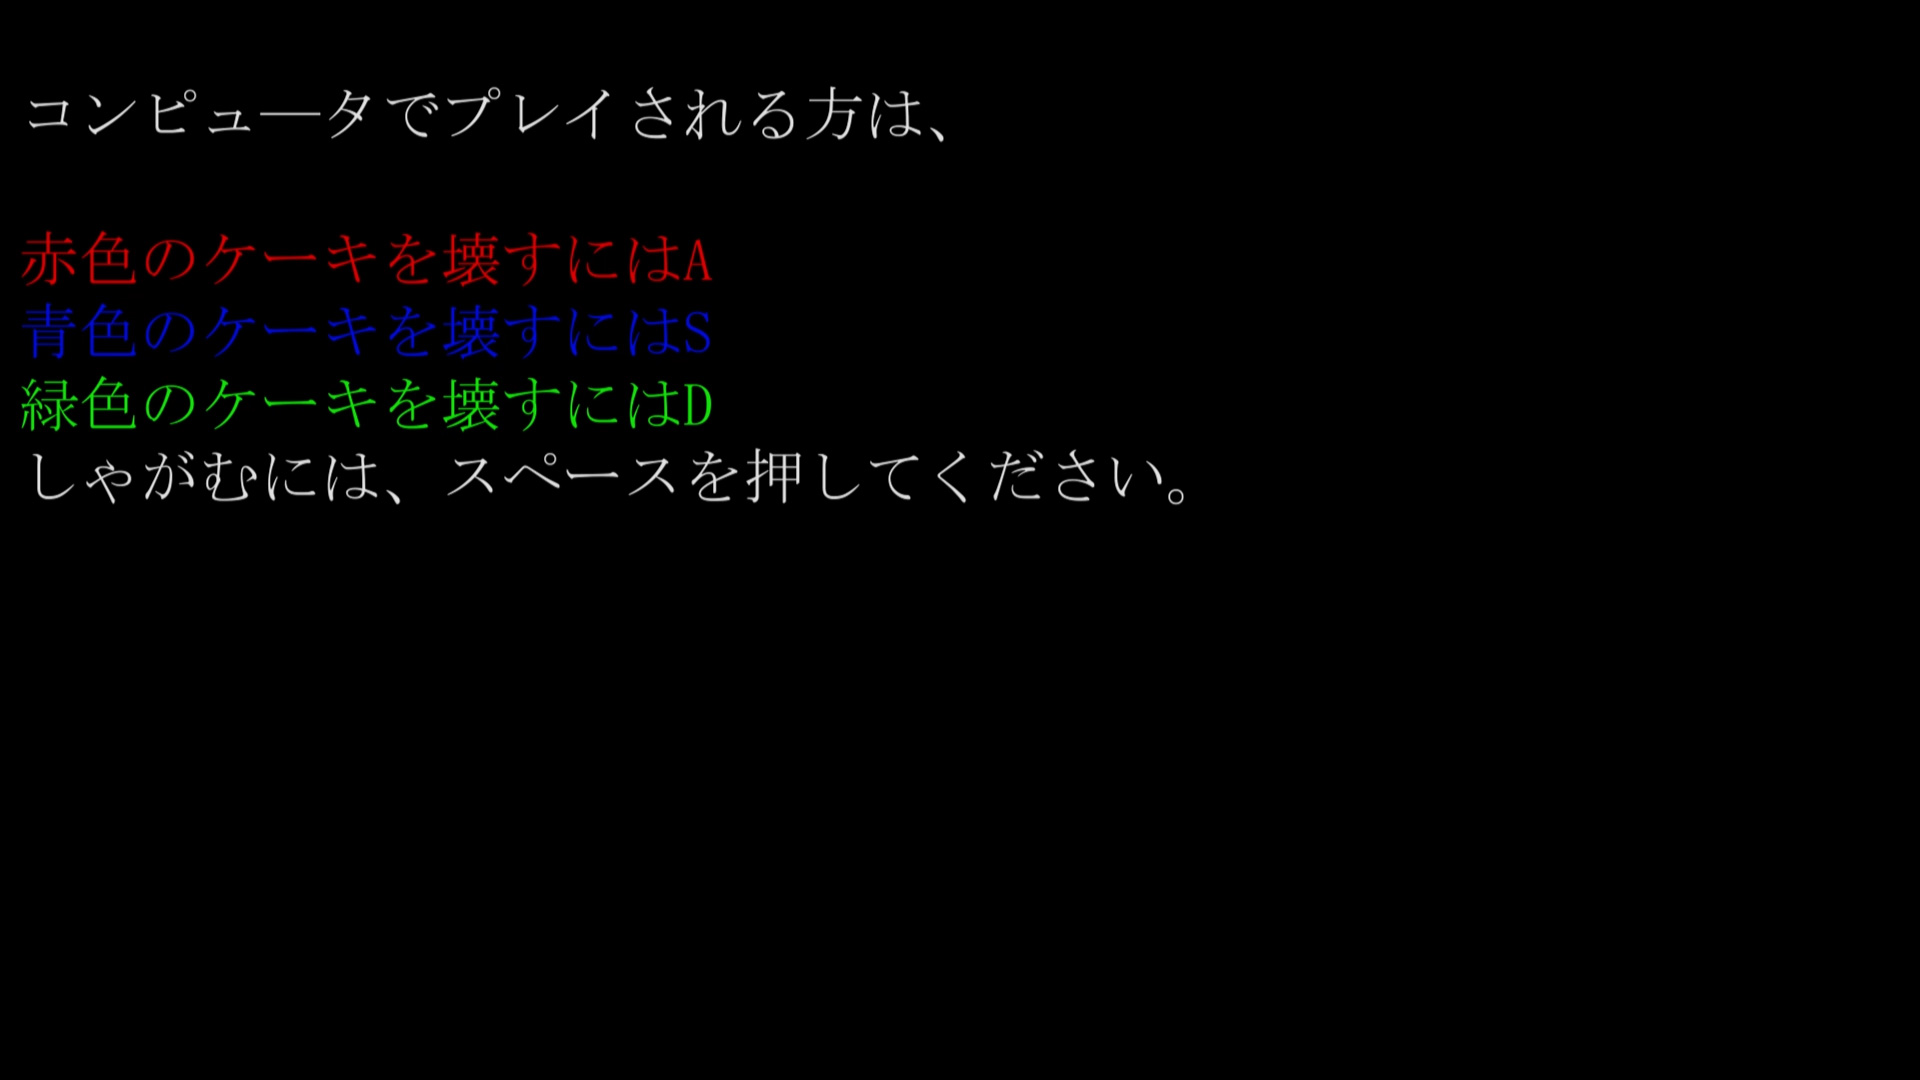 コンピュ―タでプレイされる方は、
赤色のケーキを壊すにはA
青色のケーキを壊すにはS
緑色のケーキを壊すにはD
しゃがむには、スペースを押してください。